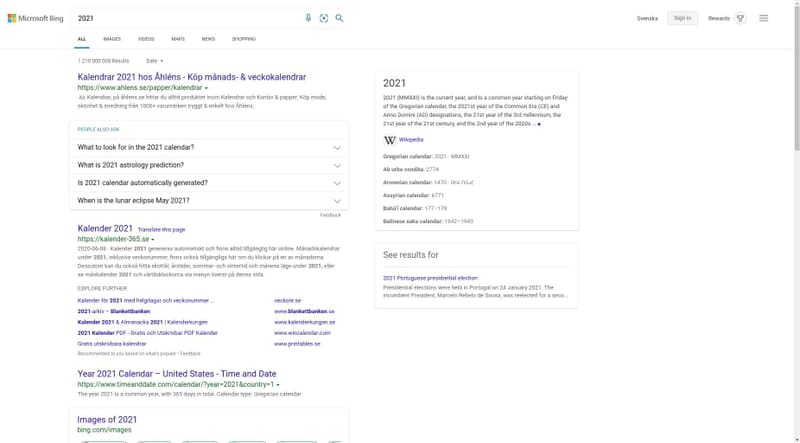 Microsoft Bing
2021
Svenska
Sign in
Rewards
ALL
IMAGES
VIDEOS
MAPS
NEWS
SHOPPING
1 210 000 000 Results
Date
Kalendrar 2021 hos Åhléns - Köp månads- & veckokalendrar
https://www.ahlens.se/papper/kalendrar
Ad Kalendrar, på åhlens.se hittar du alltid produkter inom Kalendrar och Kontor & papper. Köp mode,
skönhet & inredning från 1000+ varumärken tryggt & enkelt hos Åhléns.
PEOPLE ALSO ASK
What to look for in the 2021 calendar?
What is 2021 astrology prediction?
Is 2021 calendar automatically generated?
When is the lunar eclipse May 2021?
Feedback
Kalender 2021
Translate this page
https://kalender-365.se
2020-06-08 · Kalender 2021 genereras automatiskt och finns alltid tillgänglig här online. Månadskalendrar
under 2021, inklusive veckonummer, finns också tillgängliga här om du klickar på en av månaderna.
Dessutom kan du också hitta skottår, årstider, sommar- och vintertid och månens läge under 2021, eller
se månkalender 2021 och världsklockorna via menyn överst på denna sida.
EXPLORE FURTHER
Kalender för 2021 med helgdagar och veckonummer ...
veckonr.se
2021-arkiv – Blankettbanken
www.blankettbanken.se
Kalender 2021 & Almanacka 2021 | Kalenderkungen
www.kalenderkungen.se
2021 Kalender PDF - Gratis och Utskrivbar PDF Kalender
www.wincalendar.com
Gratis utskrivbara kalendrar
www.printables.se
Recommended to you based on what's popular · Feedback
Year 2021 Calendar – United States - Time and Date
https://www.timeanddate.com/calendar/?year=2021&country=1
The year 2021 is a common year, with 365 days in total. Calendar type: Gregorian calendar
Images of 2021
bing.com/images
2021
2021 (MMXXI) is the current year, and is a common year starting on Friday
of the Gregorian calendar, the 2021st year of the Common Era (CE) and
Anno Domini (AD) designations, the 21st year of the 3rd millennium, the
21st year of the 21st century, and the 2nd year of the 2020s ...
W Wikipedia
Gregorian calendar: 2021 · MMXXI
Ab urbe condita: 2774
Armenian calendar: 1470 · ԹՎ ՌՆՀ
Assyrian calendar: 6771
Bahá'í calendar: 177–178
Balinese saka calendar: 1942–1943
See results for
2021 Portuguese presidential election
Presidential elections were held in Portugal on 24 January 2021. The
incumbent President, Marcelo Rebelo de Sousa, was reelected for a seco...